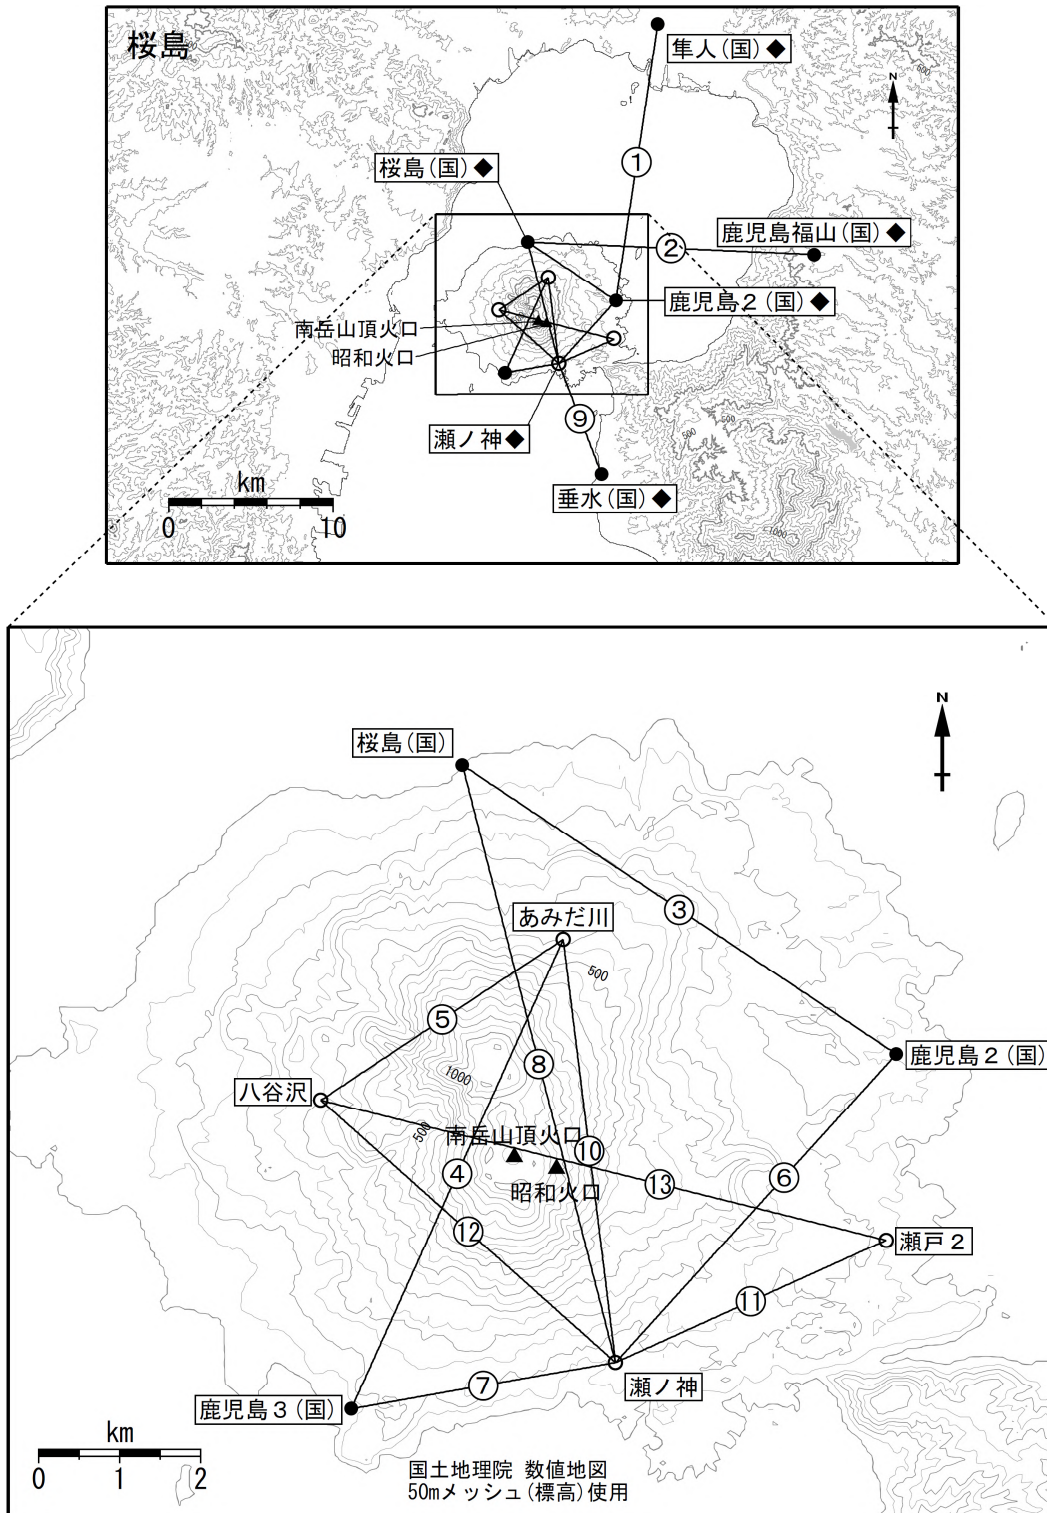 桜島
隼人(国)◆
N
500
桜島(国)◆
①
鹿児島福山(国)◆
②
鹿児島2(国)◆
南岳山頂火口
昭和火口
⑨
500
500
瀬ノ神◆
km
0 10
垂水(国)◆
1000
N
桜島(国)
③
あみだ川
500
⑤
鹿児島2(国)
⑧
1000
八谷沢
500
南岳山頂火口
⑩
④
⑬
⑥
昭和火口
⑫
瀬戸2
⑪
瀬ノ神
⑦
鹿児島3(国)
km
0 1 2
国土地理院 数値地図
50mメッシュ(標高)使用